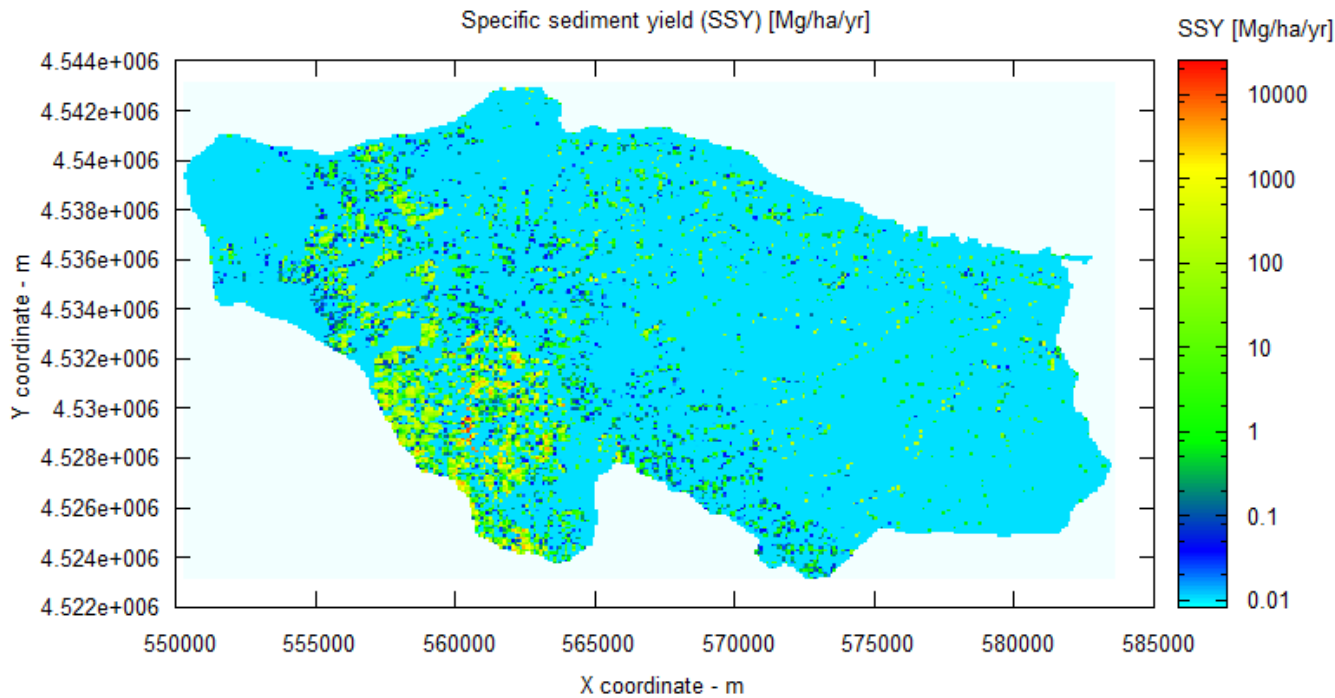 Specific sediment yield (SSY) [Mg/ha/yr]
SSY [Mg/ha/yr]
4.544e+006
4.542e+006
4.54e+006
4.538e+006
4.536e+006
4.534e+006
4.532e+006
4.53e+006
4.528e+006
4.526e+006
4.524e+006
4.522e+006
Y coordinate - m
550000 555000 560000 565000 570000 575000 580000 585000
X coordinate - m
10000
1000
100
10
1
0.1
0.01